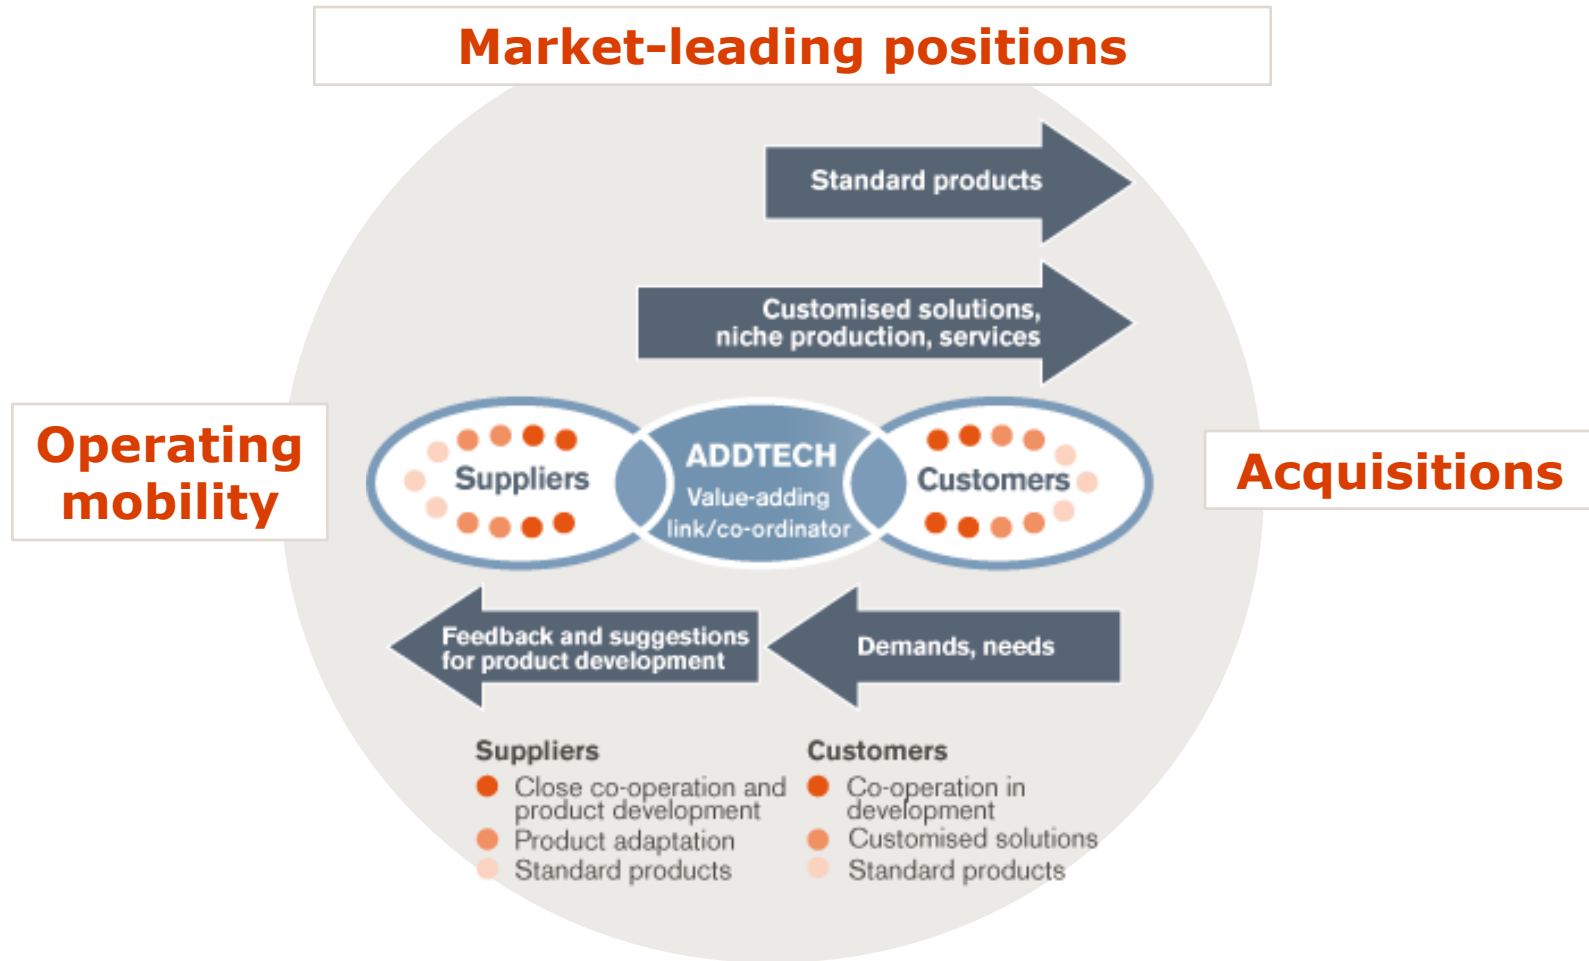 Market-leading positions
Standard products
Customised solutions,
niche production, services
Operating
mobility
Suppliers
ADDTECH
Value-adding
link/co-ordinator
Customers
Acquisitions
Feedback and suggestions
for product development
Demands, needs
Suppliers
Close co-operation and
product development
Product adaptation
Standard products
Customers
Co-operation in
development
Customised solutions
Standard products